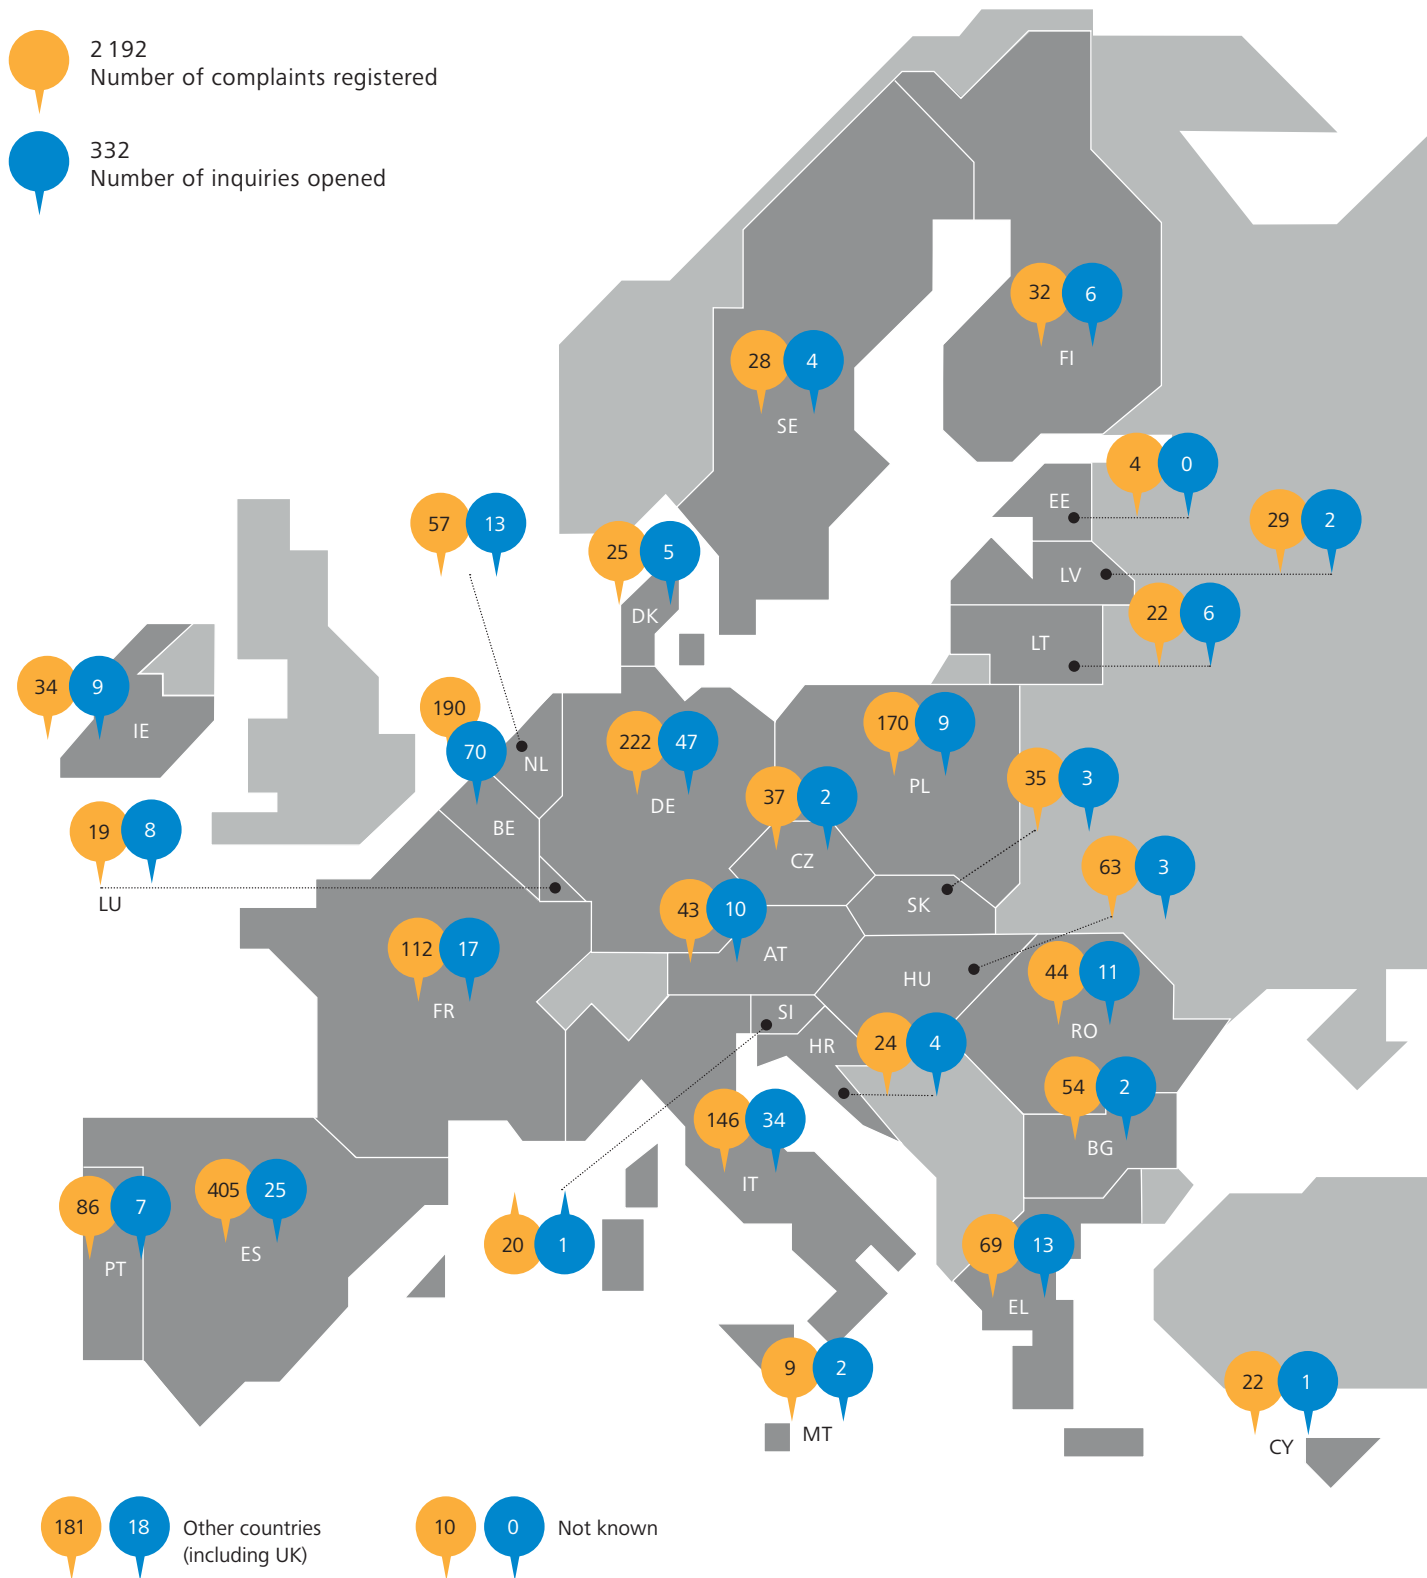 2 192
Number of complaints registered
332
Number of inquiries opened
32 6
FI
28 4
SE
4 0
EE
29 2
LV
57 13
NL
25 5
DK
22 6
LT
34 9
IE
190
70
BE
222 47
DE
170 9
PL
37 2
CZ
35 3
SK
19 8
LU
63 3
HU
43 10
AT
112 17
FR
44 11
RO
SI
20 1
HR
24 4
54 2
BG
146 34
IT
86 7
PT
405 25
ES
69 13
EL
9 2
MT
22 1
CY
181 18 Other countries
(including UK)
10 0 Not known